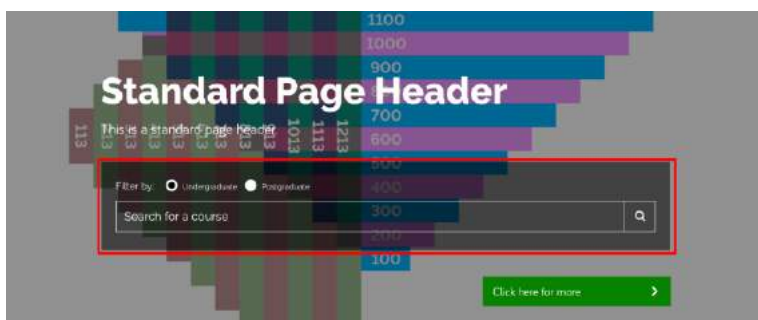 1100
1000
900
Standard Page Header
700
This is a standard page header
113
1013
1113
1213
600
500
Filter by: Undergraduate Postgraduate
400
Search for a course
300
200
100
Click here for more